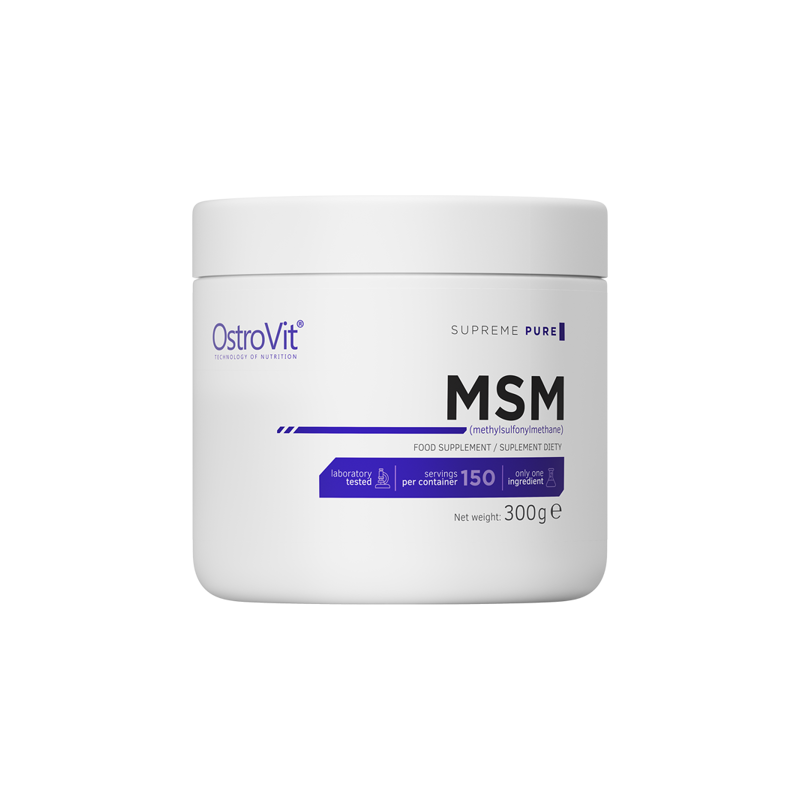 OstroVit®
TECHNOLOGY OF NUTRITION
SUPREME PURE
MSM
(methylsulfonylmethane)
FOOD SUPPLEMENT / SUPLEMENT DIETY
laboratory tested
servings per container 150
only one ingredient
Net weight: 300g ℮